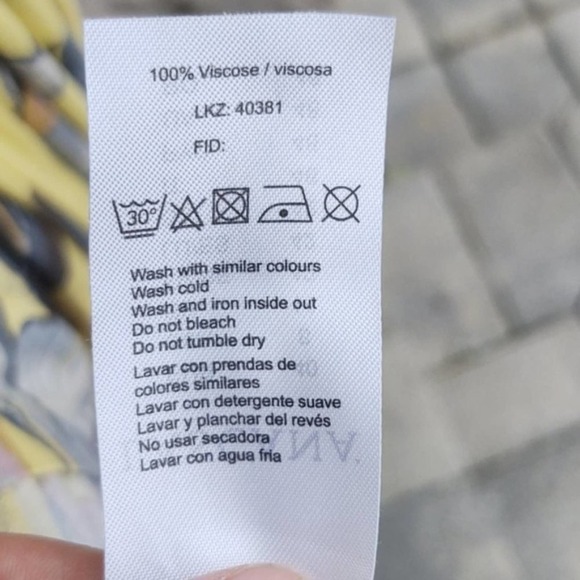 100% Viscose / viscosa
LKZ: 40381
FID:
30°
Wash with similar colours
Wash cold
Wash and iron inside out
Do not bleach
Do not tumble dry
Lavar con prendas de
colores similares
Lavar con detergente suave
Lavar y planchar del revés
No usar secadora
Lavar con agua fria